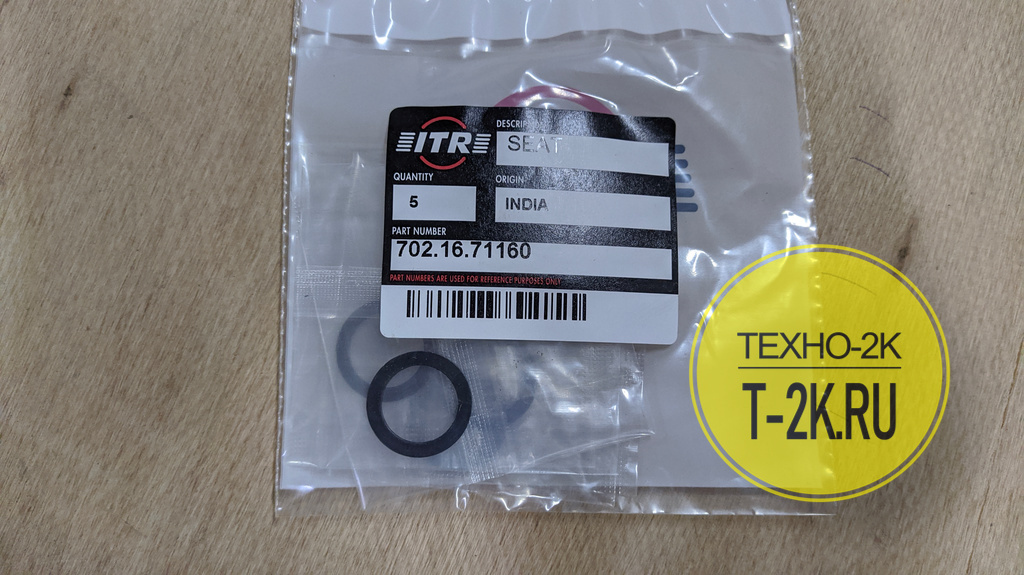 ITR
DESCRIP
SEAT
QUANTITY
ORIGIN
5
INDIA
PART NUMBER
702.16.71160
PART NUMBERS ARE USED FOR REFERENCE PURPOSES ONLY
ТЕХНО-2К
T-2K.RU